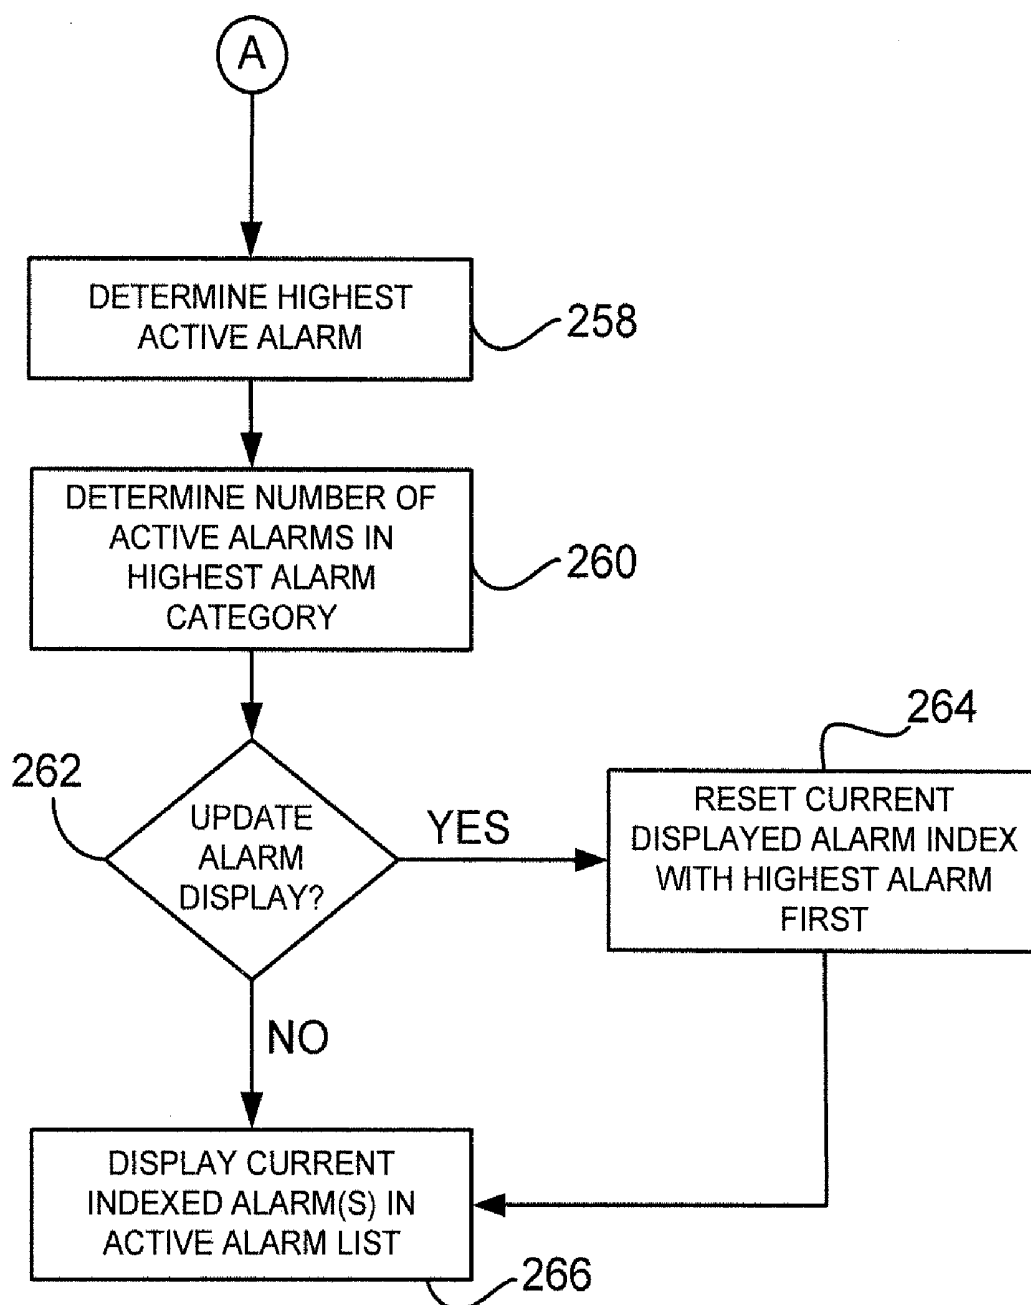 A
DETERMINE HIGHEST
ACTIVE ALARM
258
DETERMINE NUMBER OF
ACTIVE ALARMS IN
HIGHEST ALARM
CATEGORY
260
262
UPDATE
ALARM
DISPLAY?
YES
264
RESET CURRENT
DISPLAYED ALARM INDEX
WITH HIGHEST ALARM
FIRST
NO
DISPLAY CURRENT
INDEXED ALARM(S) IN
ACTIVE ALARM LIST
266